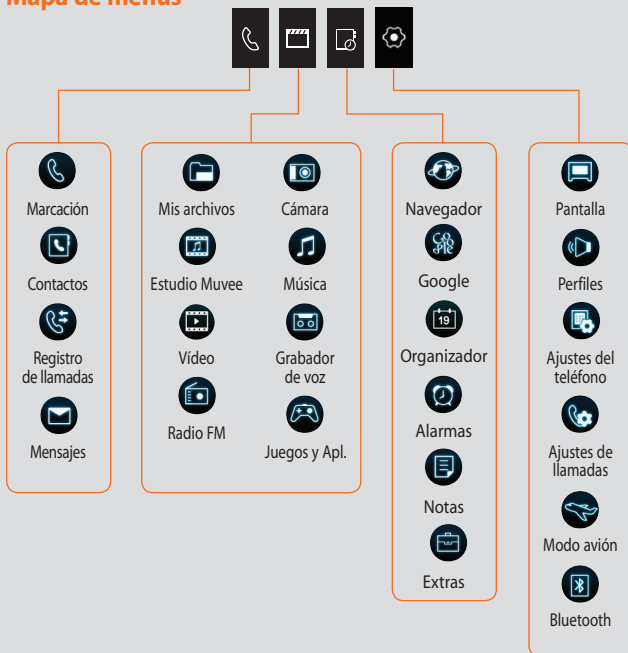 Mapa de menús
Marcación
Contactos
Registro
de llamadas
Mensajes
Mis archivos
Estudio Muvee
Vídeo
Radio FM
Cámara
Música
Grabador
de voz
Juegos y Apl.
Navegador
Google
Organizador
19
Alarmas
Notas
Extras
Pantalla
Perfiles
Ajustes del
teléfono
Ajustes de
llamadas
Modo avión
Bluetooth